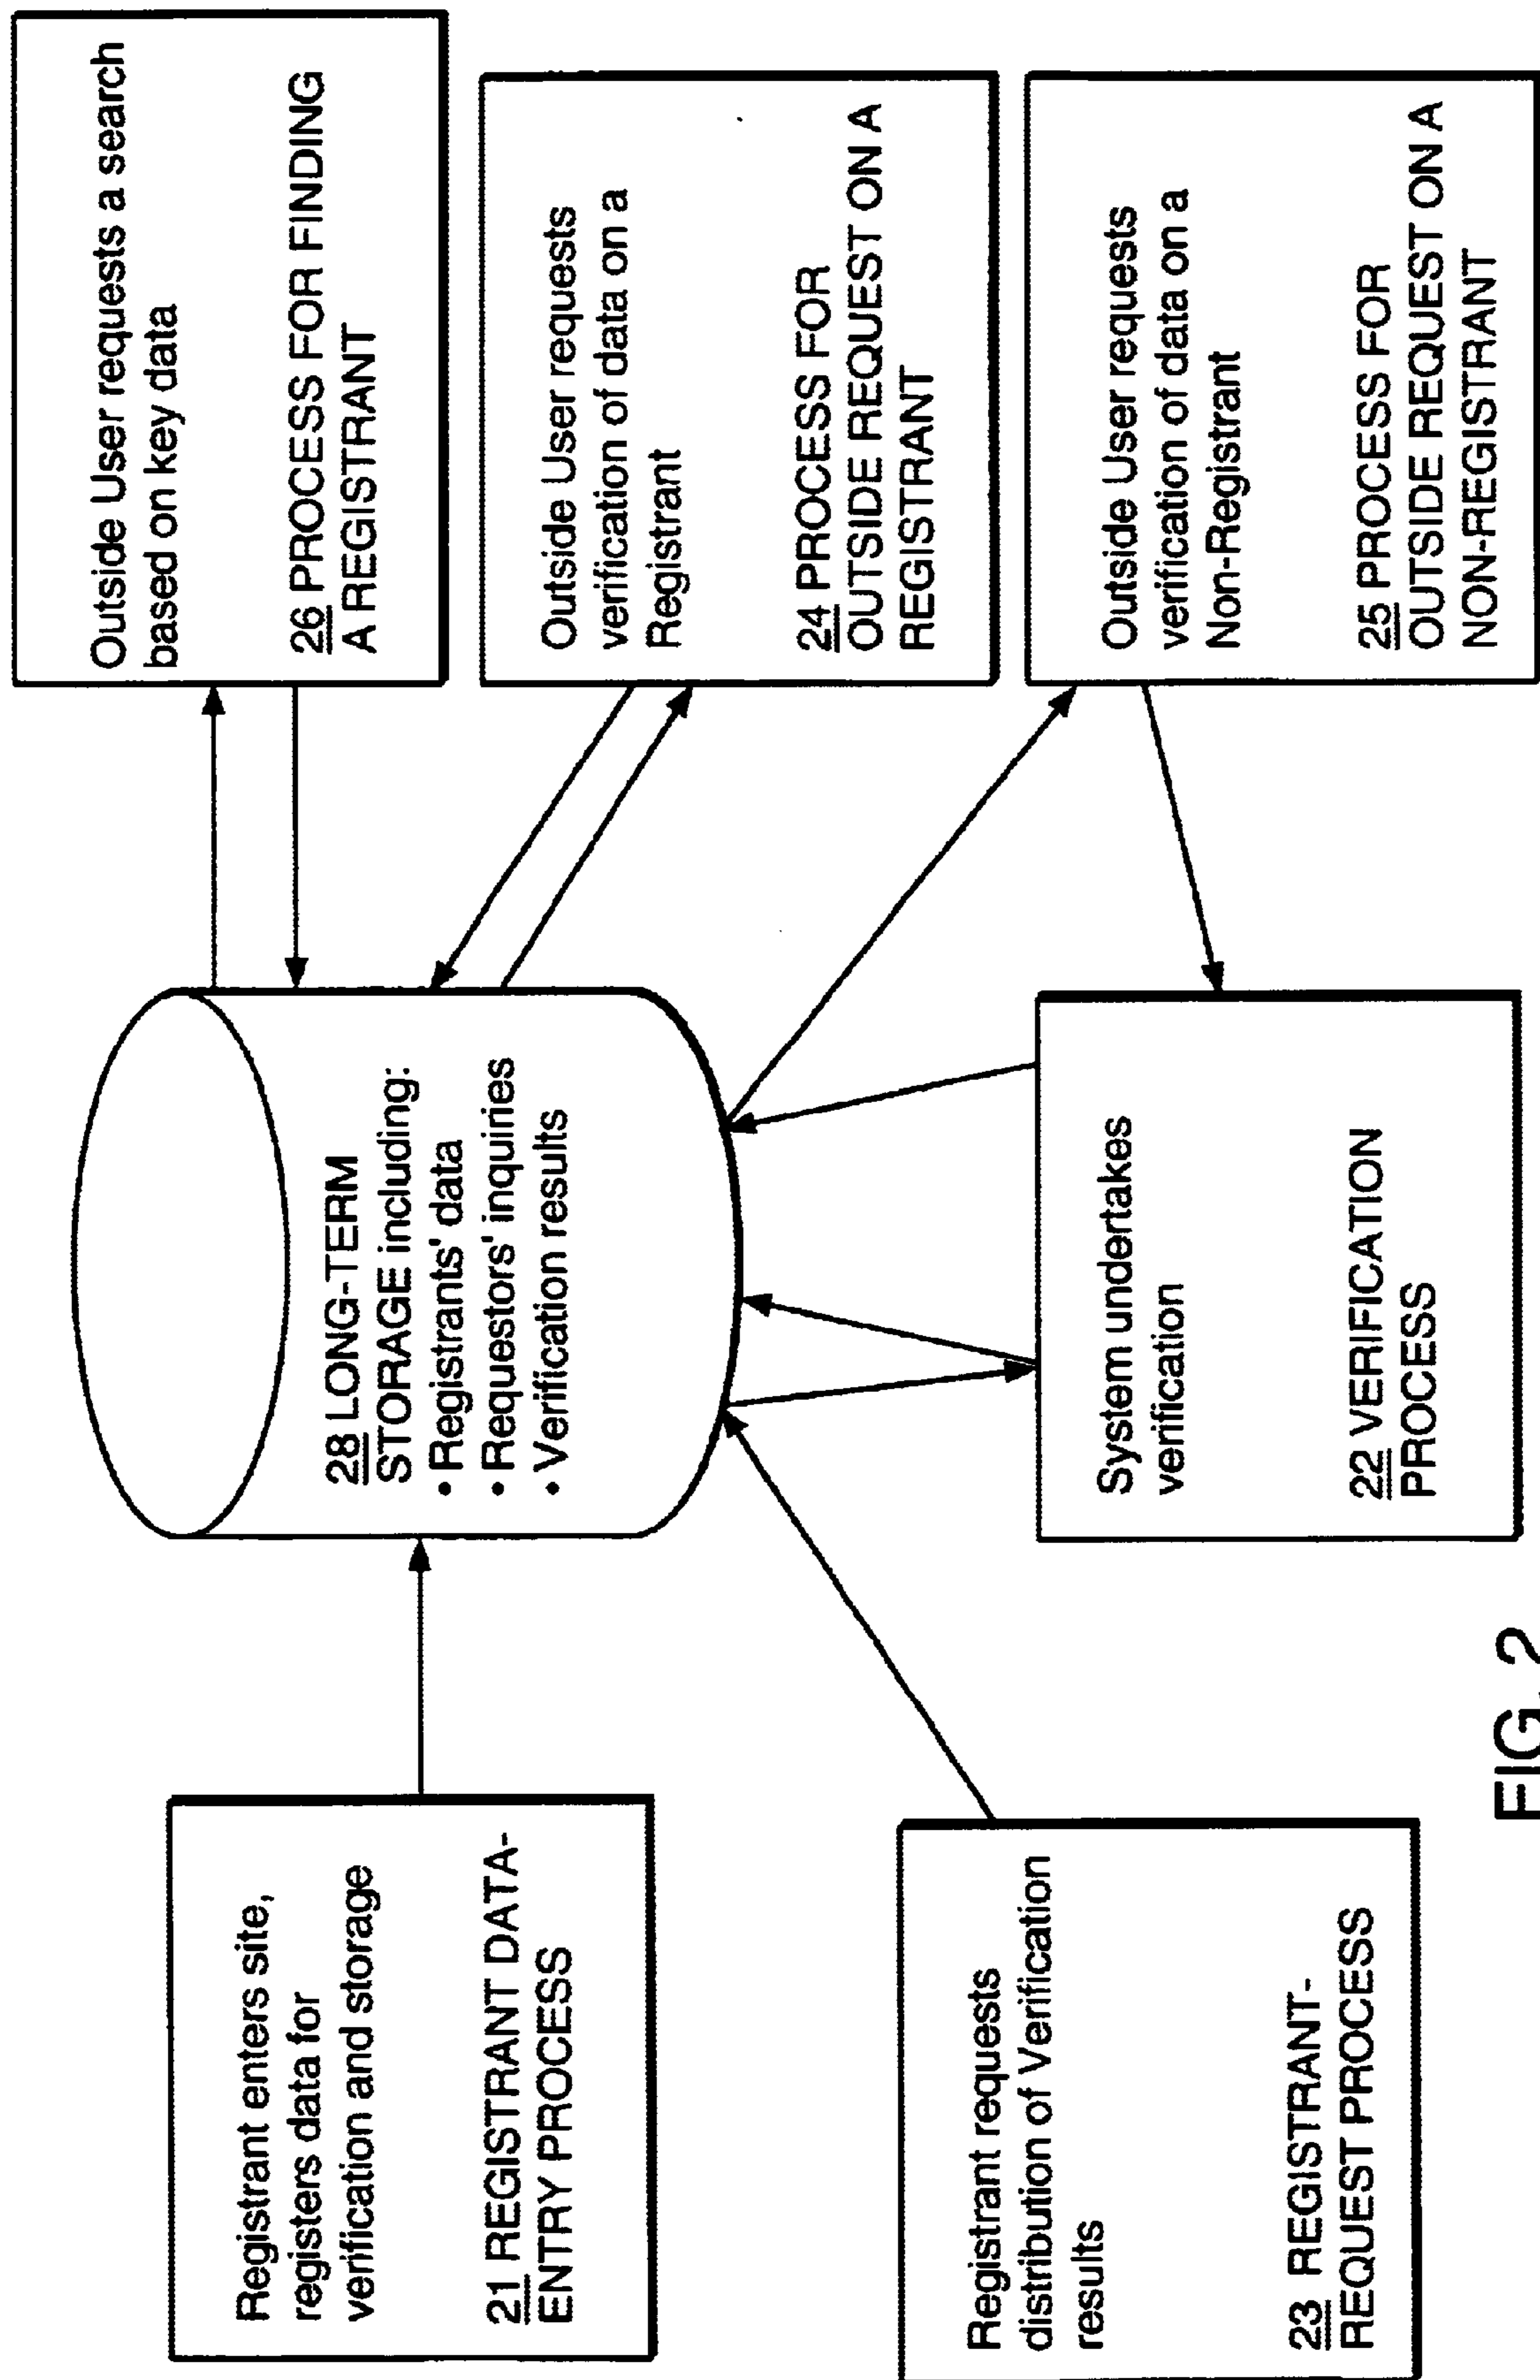 Registrant enters site,
registers data for
verification and storage
21 REGISTRANT DATA-
ENTRY PROCESS
28 LONG-TERM
STORAGE including:
• Registrants' data
• Requestors' inquiries
• Verification results
Outside User requests a search
based on key data
26 PROCESS FOR FINDING
A REGISTRANT
Outside User requests
verification of data on a
Registrant
24 PROCESS FOR
OUTSIDE REQUEST ON A
REGISTRANT
Registrant requests
distribution of Verification
results
23 REGISTRANT-
REQUEST PROCESS
System undertakes
verification
22 VERIFICATION
PROCESS
Outside User requests
verification of data on a
Non-Registrant
25 PROCESS FOR
OUTSIDE REQUEST ON A
NON-REGISTRANT
FIG. 2